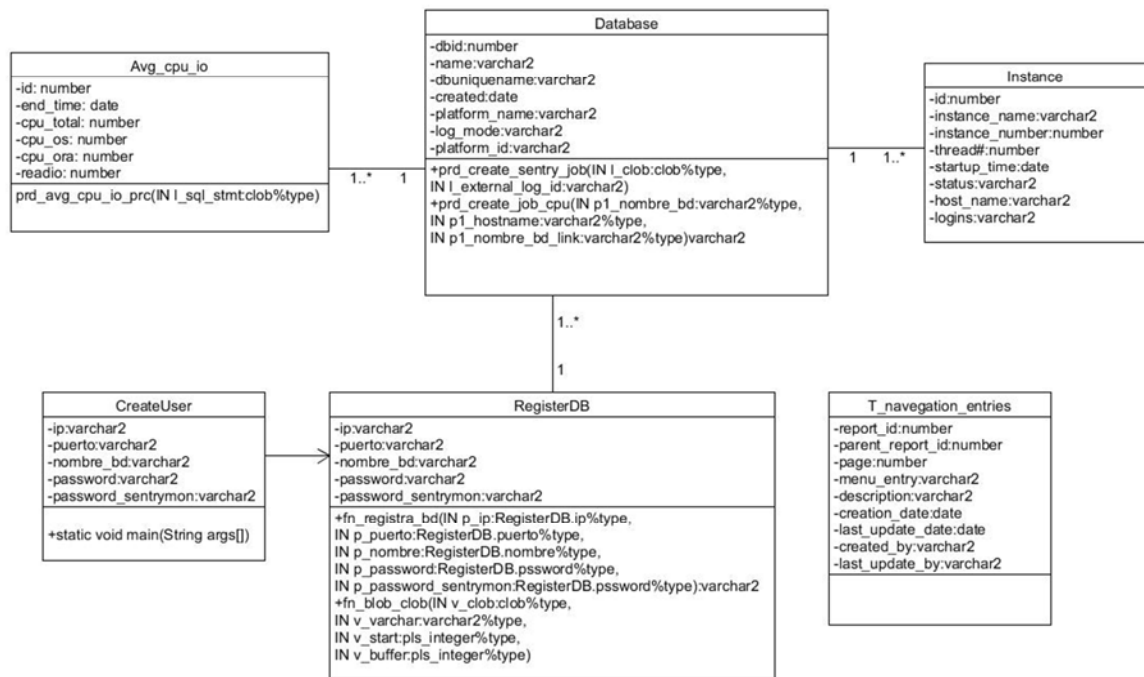 Avg_cpu_io
-id: number
-end_time: date
-cpu_total: number
-cpu_os: number
-cpu_ora: number
-readio: number
prd_avg_cpu_io_prc(IN l_sql_stmt:clob%type)
1..*
1
Database
-dbid:number
-name:varchar2
-dbuniquename:varchar2
-created:date
-platform_name:varchar2
-log_mode:varchar2
-platform_id:varchar2
+prd_create_sentry_job(IN l_clob:clob%type,
IN l_external_log_id:varchar2)
+prd_create_job_cpu(IN p1_nombre_bd:varchar2%type,
IN p1_hostname:varchar2%type,
IN p1_nombre_bd_link:varchar2%type)varchar2
1
1..*
Instance
-id:number
-instance_name:varchar2
-instance_number:number
-thread#:number
-startup_time:date
-status:varchar2
-host_name:varchar2
-logins:varchar2
1..*
1
CreateUser
-ip:varchar2
-puerto:varchar2
-nombre_bd:varchar2
-password:varchar2
-password_sentrymon:varchar2
+static void main(String args[])
RegisterDB
-ip:varchar2
-puerto:varchar2
-nombre_bd:varchar2
-password:varchar2
-password_sentrymon:varchar2
+fn_registra_bd(IN p_ip:RegisterDB.ip%type,
IN p_puerto:RegisterDB.puerto%type,
IN p_nombre:RegisterDB.nombre%type,
IN p_password:RegisterDB.pssword%type,
IN p_password_sentrymon:RegisterDB.pssword%type):varchar2
+fn_blob_clob(IN v_clob:clob%type,
IN v_varchar:varchar2%type,
IN v_start:pls_integer%type,
IN v_buffer:pls_integer%type)
T_navegation_entries
-report_id:number
-parent_report_id:number
-page:number
-menu_entry:varchar2
-description:varchar2
-creation_date:date
-last_update_date:date
-created_by:varchar2
-last_update_by:varchar2